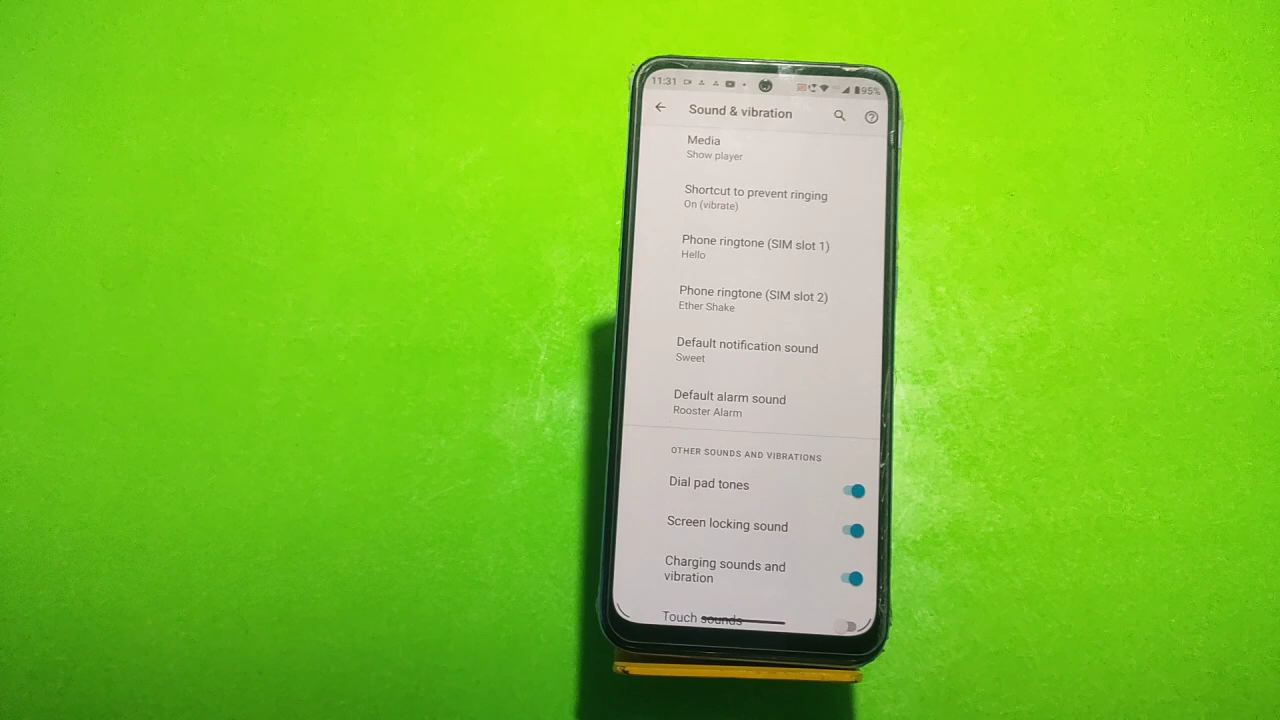 11:31 95%
Sound & vibration
Media
Show player
Shortcut to prevent ringing
On (vibrate)
Phone ringtone (SIM slot 1)
Hello
Phone ringtone (SIM slot 2)
Ether Shake
Default notification sound
Sweet
Default alarm sound
Rooster Alarm
OTHER SOUNDS AND VIBRATIONS
Dial pad tones
Screen locking sound
Charging sounds and
vibration
Touch sounds